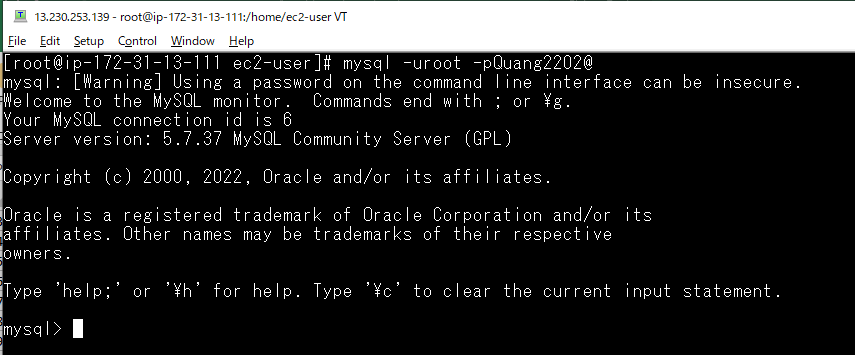 13.230.253.139 - root@ip-172-31-13-111:/home/ec2-user VT
File Edit Setup Control Window Help
[root@ip-172-31-13-111 ec2-user]# mysql -uroot -pQuang2202@
mysql: [Warning] Using a password on the command line interface can be insecure.
Welcome to the MySQL monitor.  Commands end with ; or ¥g.
Your MySQL connection id is 6
Server version: 5.7.37 MySQL Community Server (GPL)
Copyright (c) 2000, 2022, Oracle and/or its affiliates.
Oracle is a registered trademark of Oracle Corporation and/or its
affiliates. Other names may be trademarks of their respective
owners.
Type 'help;' or '¥h' for help. Type '¥c' to clear the current input statement.
mysql>